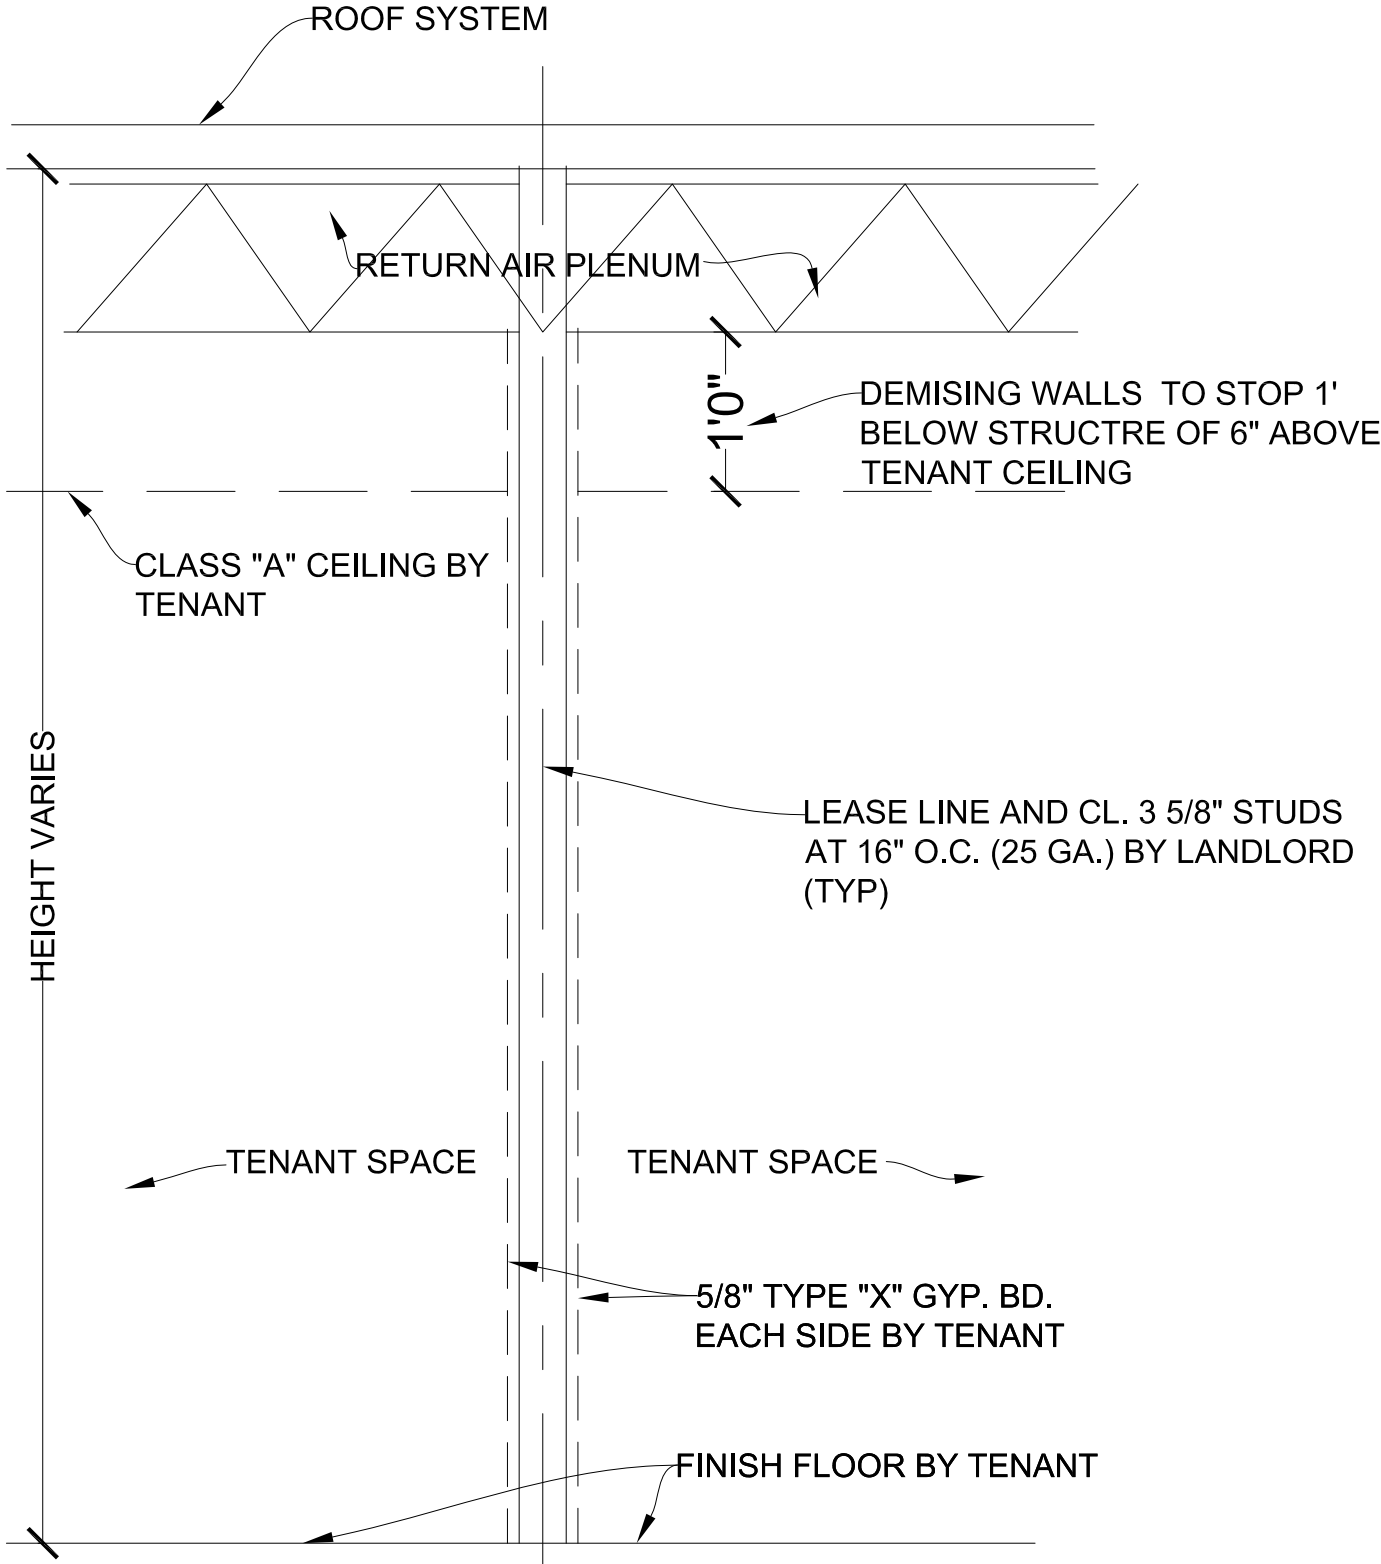 ROOF SYSTEM
RETURN AIR PLENUM
1'0"
DEMISING WALLS TO STOP 1'
BELOW STRUCTRE OF 6" ABOVE
TENANT CEILING
CLASS "A" CEILING BY
TENANT
HEIGHT VARIES
LEASE LINE AND CL. 3 5/8" STUDS
AT 16" O.C. (25 GA.) BY LANDLORD
(TYP)
TENANT SPACE
TENANT SPACE
5/8" TYPE "X" GYP. BD.
EACH SIDE BY TENANT
FINISH FLOOR BY TENANT